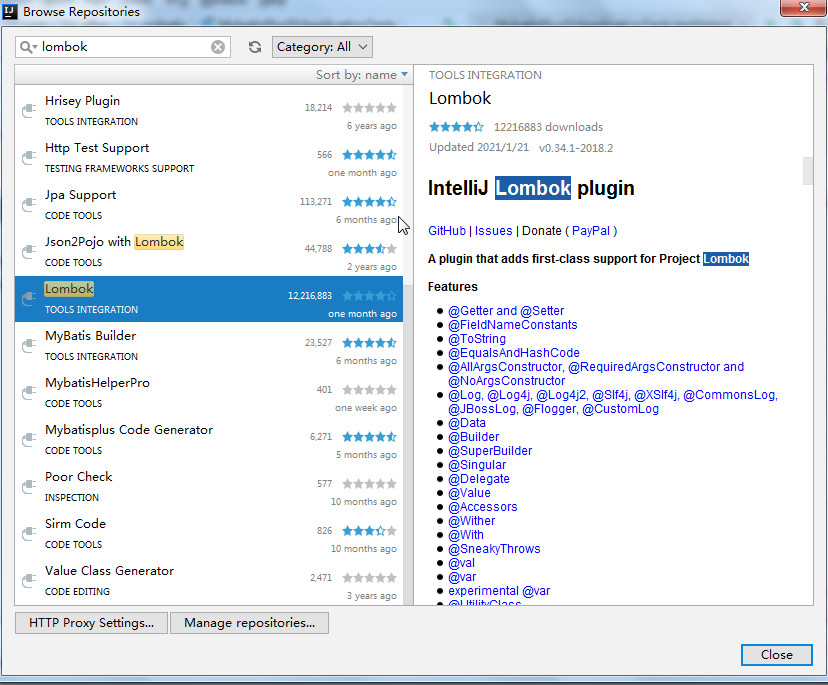 Browse Repositories
lombok
Category: All
Sort by: name
Hrisey Plugin
18,214
TOOLS INTEGRATION
6 years ago
Http Test Support
566
TESTING FRAMEWORKS SUPPORT
one month ago
Jpa Support
113,271
CODE TOOLS
6 months ago
Json2Pojo with Lombok
44,788
CODE TOOLS
2 years ago
Lombok
12,216,883
TOOLS INTEGRATION
one month ago
MyBatis Builder
23,527
TOOLS INTEGRATION
6 months ago
MybatisHelperPro
401
CODE TOOLS
one week ago
Mybatisplus Code Generator
6,271
CODE TOOLS
5 months ago
Poor Check
577
INSPECTION
10 months ago
Sirm Code
826
CODE TOOLS
10 months ago
Value Class Generator
2,471
CODE EDITING
3 years ago
TOOLS INTEGRATION
Lombok
12216883 downloads
Updated 2021/1/21 v0.34.1-2018.2
IntelliJ Lombok plugin
GitHub | Issues | Donate ( PayPal )
A plugin that adds first-class support for Project Lombok
Features
@Getter and @Setter
@FieldNameConstants
@ToString
@EqualsAndHashCode
@AllArgsConstructor, @RequiredArgsConstructor and
@NoArgsConstructor
@Log, @Log4j, @Log4j2, @Slf4j, @XSlf4j, @CommonsLog,
@JBossLog, @Flogger, @CustomLog
@Data
@Builder
@SuperBuilder
@Singular
@Delegate
@Value
@Accessors
@Wither
@With
@SneakyThrows
@val
@var
experimental @var
@UtilityClass
HTTP Proxy Settings...
Manage repositories...
Close